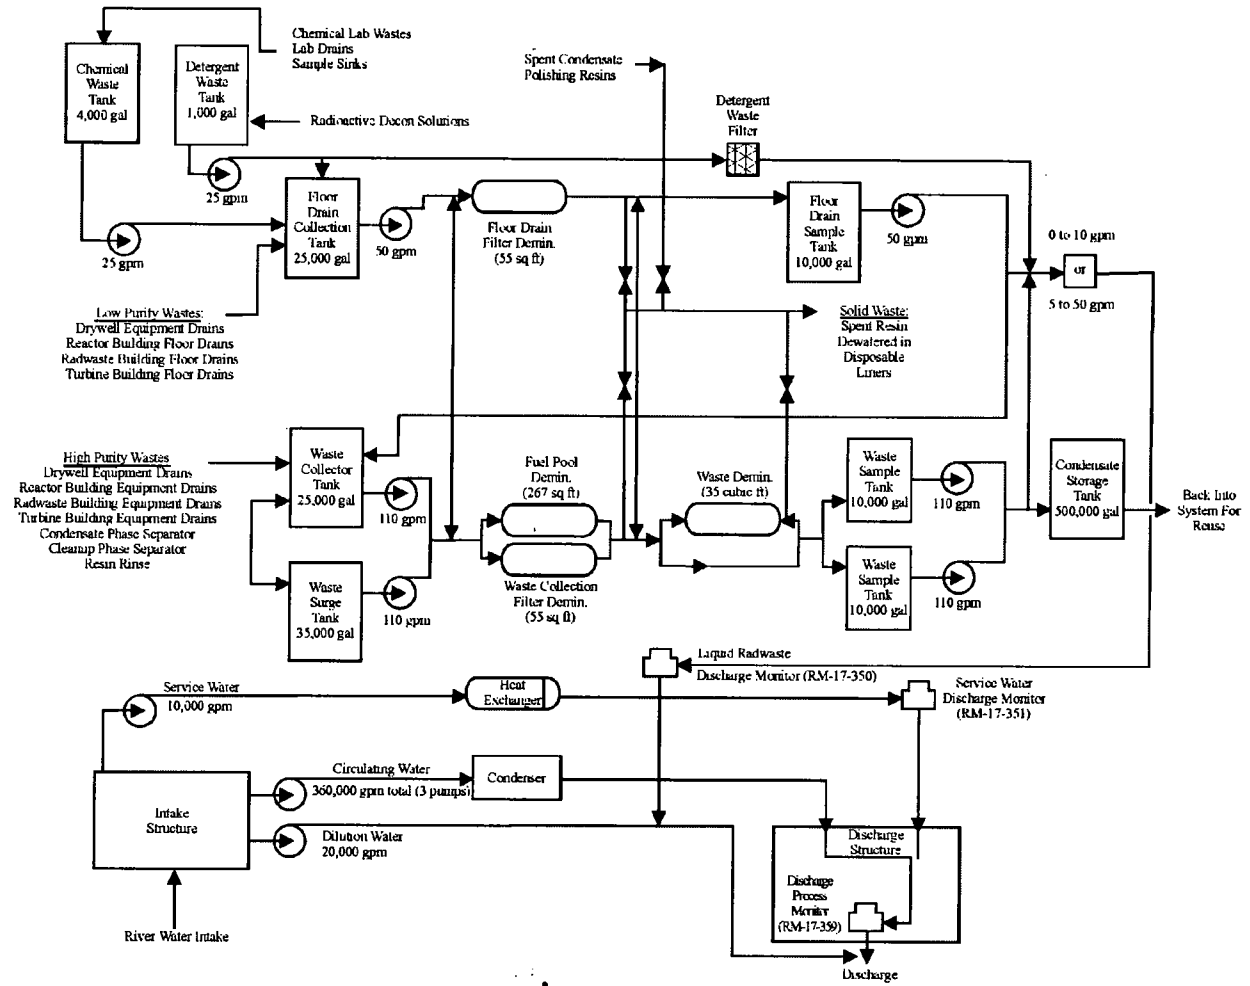 Chemical Lab Wastes
Lab Drains
Sample Sinks
Chemical
Waste
Tank
4,000 gal
Detergent
Waste
Tank
1,000 gal
Radioactive Decon Solutions
Spent Condensate
Polishing Resins
Detergent
Waste
Filter
25 gpm
25 gpm
Floor
Drain
Collection
Tank
25,000 gal
50 gpm
Floor Drain
Filter Demin.
(55 sq ft)
Floor
Drain
Sample
Tank
10,000 gal
50 gpm
0 to 10 gpm
or
5 to 50 gpm
Low Purity Wastes:
Drywell Equipment Drains
Reactor Building Floor Drains
Radwaste Building Floor Drains
Turbine Building Floor Drains
Solid Waste:
Spent Resin
Dewatered in
Disposable
Liners
High Purity Wastes
Drywell Equipment Drains
Reactor Building Equipment Drains
Radwaste Building Equipment Drains
Turbine Building Equipment Drains
Condensate Phase Separator
Cleanup Phase Separator
Resin Rinse
Waste
Collector
Tank
25,000 gal
110 gpm
Waste
Surge
Tank
35,000 gal
110 gpm
Fuel Pool
Demin.
(267 sq ft)
Waste Collection
Filter Demin.
(55 sq ft)
Waste Demin.
(35 cubic ft)
Waste
Sample
Tank
10,000 gal
110 gpm
Waste
Sample
Tank
10,000 gal
110 gpm
Condensate
Storage
Tank
500,000 gal
Back Into
System For
Reuse
Liquid Radwaste
Discharge Monitor (RM-17-350)
Service Water
10,000 gpm
Heat
Exchanger
Service Water
Discharge Monitor
(RM-17-351)
Intake
Structure
Circulating Water
360,000 gpm total (3 pumps)
Condenser
Dilution Water
20,000 gpm
River Water Intake
Discharge
Structure
Discharge
Process
Monitor
(RM-17-359)
Discharge